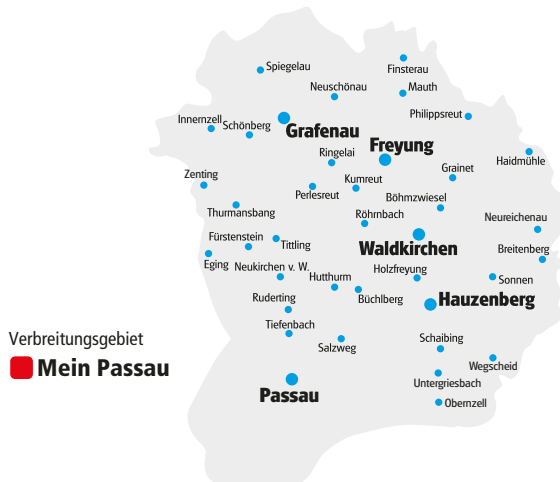 Finsterau
Spiegelau
Neuschönau
Mauth
Philippsreut
Innernzell
Schönberg
Grafenau
Freyung
Ringelai
Haidmühle
Grainet
Zenting
Kumreut
Perlesreut
Böhmzwiesel
Thurmansbang
Röhrnbach
Neureichenau
Fürstenstein
Tittling
Waldkirchen
Breitenberg
Eging
Neukirchen v. W.
Holzfreyung
Hutthurm
Sonnen
Ruderting
Büchlberg
Hauzenberg
Tiefenbach
Salzweg
Schaibing
Verbreitungsgebiet
Mein Passau
Wegscheid
Untergriesbach
Passau
Obernzell